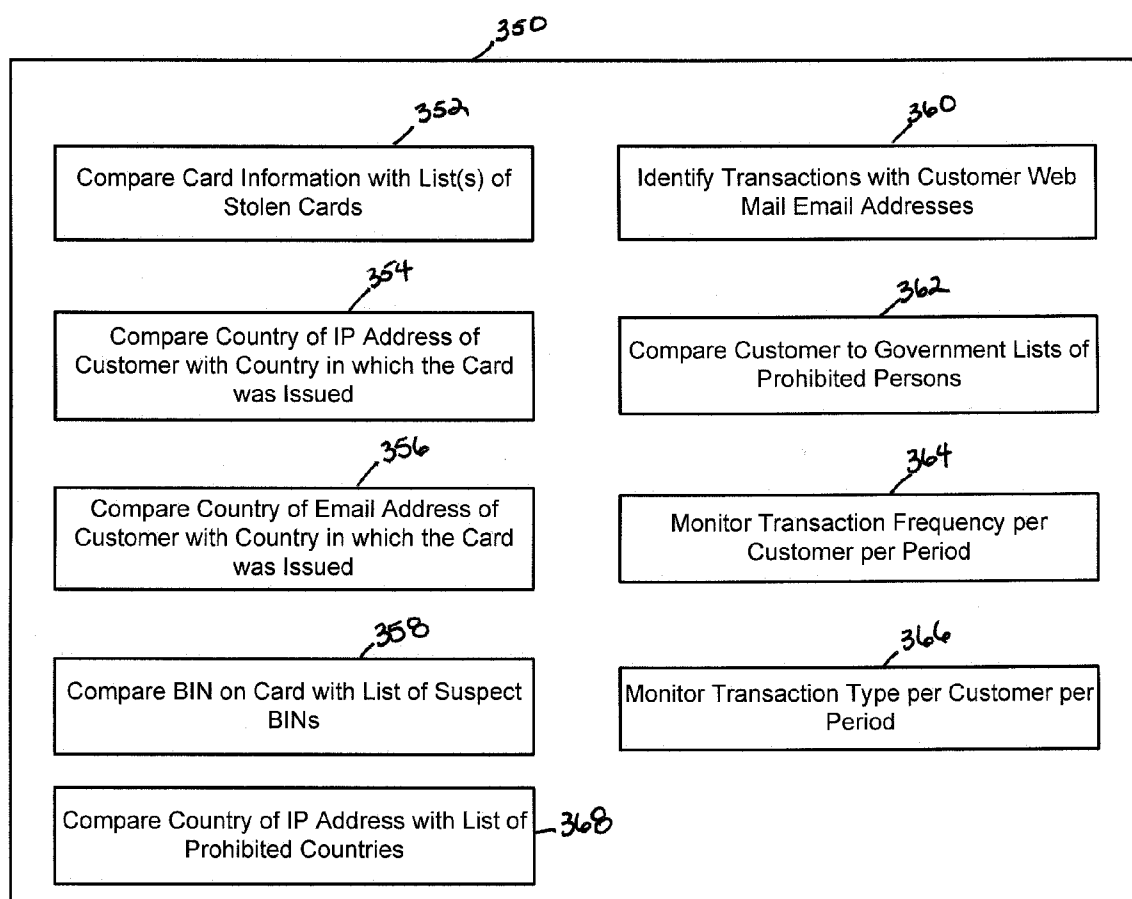 350
352
Compare Card Information with List(s) of
Stolen Cards
354
Compare Country of IP Address of
Customer with Country in which the Card
was Issued
356
Compare Country of Email Address of
Customer with Country in which the Card
was Issued
358
Compare BIN on Card with List of Suspect
BINs
Compare Country of IP Address with List of
Prohibited Countries
368
360
Identify Transactions with Customer Web
Mail Email Addresses
362
Compare Customer to Government Lists of
Prohibited Persons
364
Monitor Transaction Frequency per
Customer per Period
366
Monitor Transaction Type per Customer per
Period